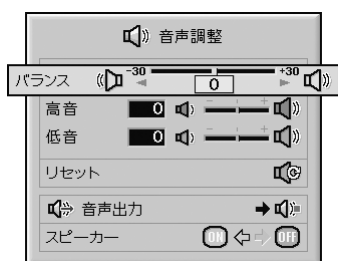 音声調整
バランス -30 0 +30
高音 0 - +
低音 0 - +
リセット
音声出力
スピーカー ON OFF